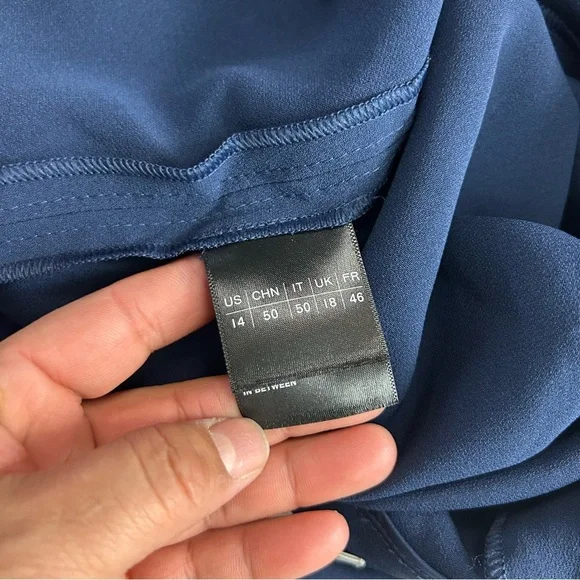 US CHN IT UK FR
14 50 50 18 46
IN BETWEEN